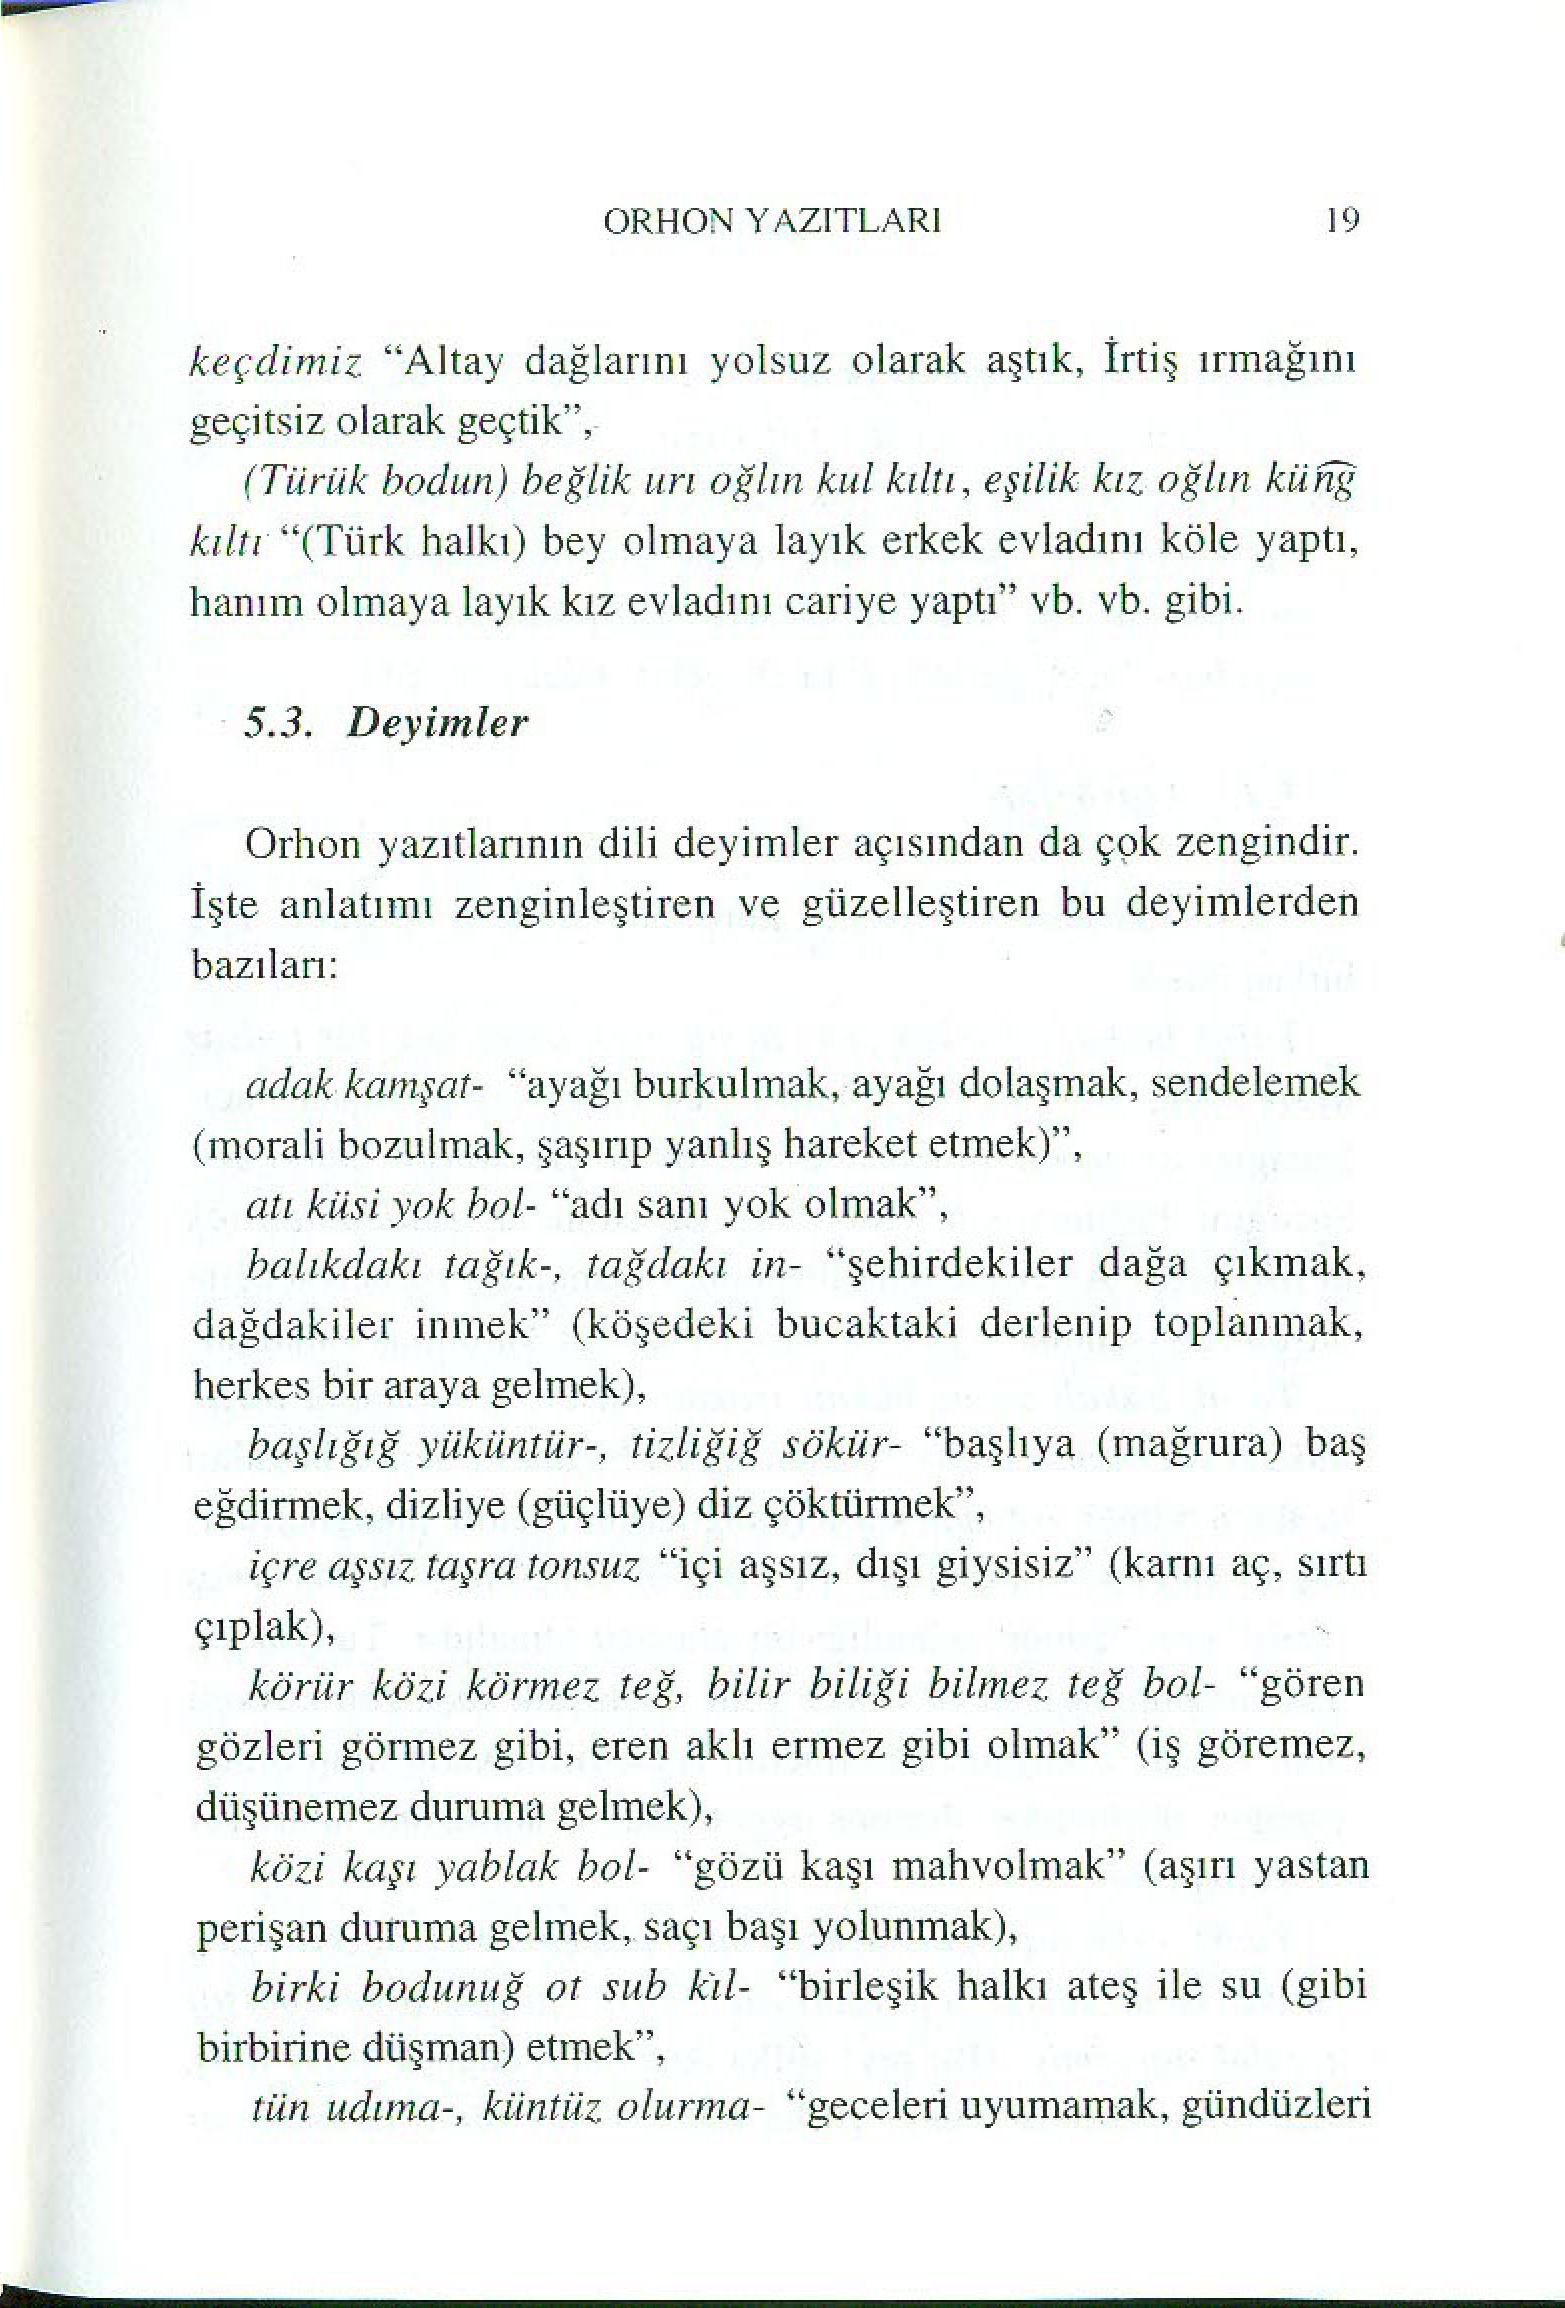 ORHON YAZITLARI 19
keçdimiz “Altay dağlarını yolsuz olarak aştık, İrtiş ırmağını
geçitsiz olarak geçtik”,
(Türük bodun) beğlik urı oğlın kul kıltı, eşilik kız oğlın küñg
kıltı “(Türk halkı) bey olmaya layık erkek evladını köle yaptı,
hanım olmaya layık kız evladını cariye yaptı” vb. vb. gibi.
5.3. Deyimler
Orhon yazıtlarının dili deyimler açısından da çok zengindir.
İşte anlatımı zenginleştiren ve güzelleştiren bu deyimlerden
bazıları:
adak kamşat- “ayağı burkulmak, ayağı dolaşmak, sendelemek
(morali bozulmak, şaşırıp yanlış hareket etmek)”,
atı küsi yok bol- “adı sanı yok olmak”,
balıkdakı tağık-, tağdakı in- “şehirdekiler dağa çıkmak,
dağdakiler inmek” (köşedeki bucaktaki derlenip toplanmak,
herkes bir araya gelmek),
başlığığ yüküntür-, tizliğiğ sökür- “başlıya (mağrura) baş
eğdirmek, dizliye (güçlüye) diz çöktürmek”,
içre aşsız taşra tonsuz “içi aşsız, dışı giysisiz” (karnı aç, sırtı
çıplak),
körür közi körmez teğ, bilir biliği bilmez teğ bol- “gören
gözleri görmez gibi, eren aklı ermez gibi olmak” (iş göremez,
düşünemez duruma gelmek),
közi kaşı yablak bol- “gözü kaşı mahvolmak” (aşırı yastan
perişan duruma gelmek, saçı başı yolunmak),
birki bodunuğ ot sub kıl- “birleşik halkı ateş ile su (gibi
birbirine düşman) etmek”,
tün udıma-, küntüz olurma- “geceleri uyumamak, gündüzleri